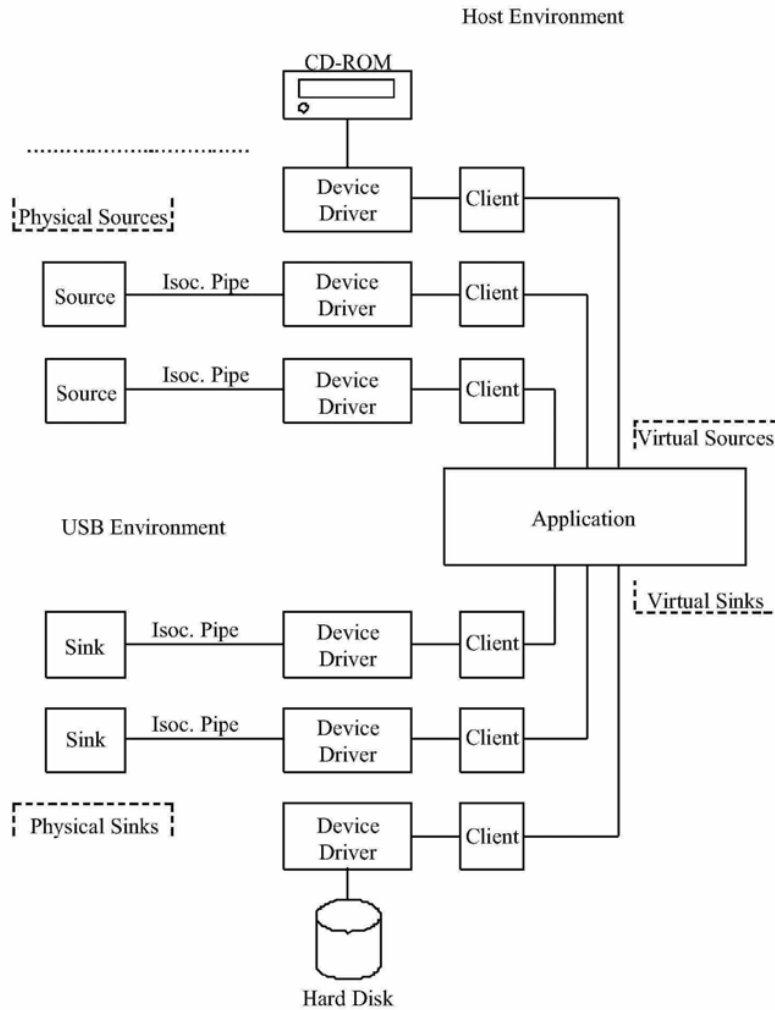 Host Environment
CD-ROM
Device
Driver
Client
Physical Sources
Source
Isoc. Pipe
Device
Driver
Client
Source
Isoc. Pipe
Device
Driver
Client
Virtual Sources
Application
USB Environment
Virtual Sinks
Sink
Isoc. Pipe
Device
Driver
Client
Sink
Isoc. Pipe
Device
Driver
Client
Physical Sinks
Device
Driver
Client
Hard Disk